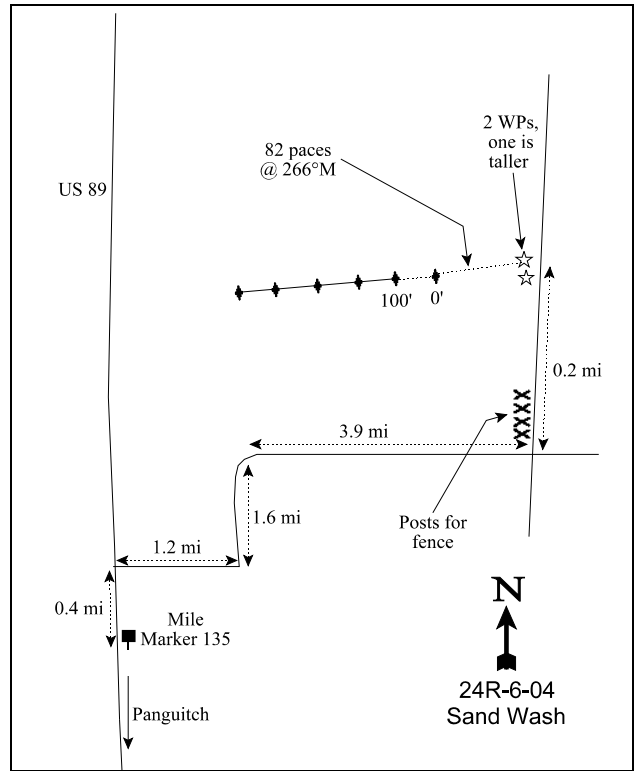 2 WPs,
one is
taller
82 paces
@ 266°M
US 89
100'
0'
0.2 mi
3.9 mi
1.6 mi
Posts for
fence
1.2 mi
0.4 mi
Mile
Marker 135
Panguitch
N
24R-6-04
Sand Wash